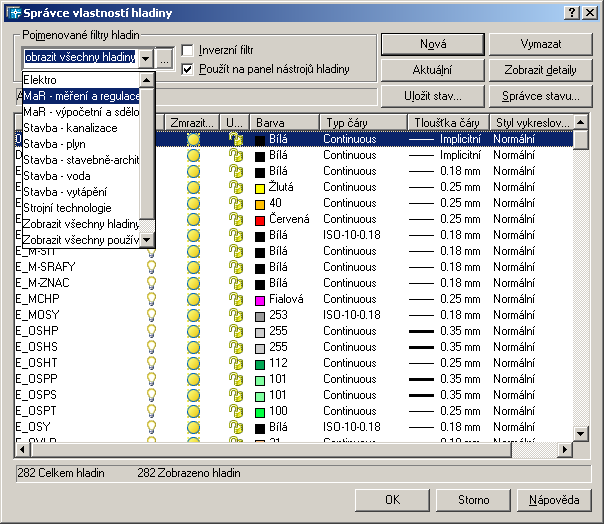 Správce vlastností hladiny
Pojmenované filtry hladin
obrazit všechny hladiny
...
Inverzní filtr
Použít na panel nástrojů hladiny
Nová
Vymazat
Aktuální
Zobrazit detaily
Uložit stav...
Správce stavu...
Elektro
MaR - měření a regulace
MaR - výpočetní a sdělo
Stavba - kanalizace
Stavba - plyn
Stavba - stavebně-archit
Stavba - voda
Stavba - vytápění
Strojní technologie
Zobrazit všechny hladiny
Zobrazit všechny použív
Zmrazit... U... Barva Typ čáry Tloušťka čáry Styl vykreslov...
Bílá Continuous Implicitní Normální
D Bílá Continuous Implicitní Normální
E Bílá Continuous 0.18 mm Normální
E Žlutá Continuous 0.25 mm Normální
E 40 Continuous 0.25 mm Normální
E Červená Continuous 0.25 mm Normální
E Bílá ISO-10-0.18 0.18 mm Normální
E_M-SIT Bílá Continuous 0.18 mm Normální
E_M-SRAFY Bílá Continuous 0.18 mm Normální
E_M-ZNAC Bílá Continuous 0.18 mm Normální
E_MCHP Fialová Continuous 0.25 mm Normální
E_MOSY 253 ISO-10-0.18 0.18 mm Normální
E_OSHP 255 Continuous 0.35 mm Normální
E_OSHS 255 Continuous 0.35 mm Normální
E_OSHT 112 Continuous 0.25 mm Normální
E_OSPP 101 Continuous 0.35 mm Normální
E_OSPS 101 Continuous 0.35 mm Normální
E_OSPT 100 Continuous 0.25 mm Normální
E_OSY Bílá ISO-10-0.18 0.18 mm Normální
E_OVLP 21 Continuous 0.18 mm Normální
282 Celkem hladin 282 Zobrazeno hladin
OK
Storno
Nápověda